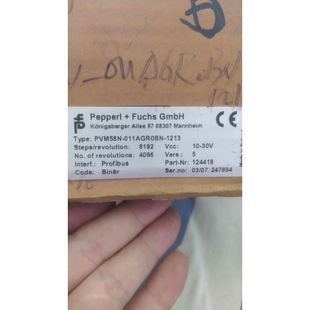 Pepperl + Fuchs GmbH
Königsberger Allee 87 68307 Mannheim
CE
Type: PVM58N-011AGR0BN-1213
Steps/revolution: 8192 Vcc: 10-30V
No. of revolutions: 4096 Vers.: 5
Interf.: Profibus Part-Nr: 124418
Code: Binär Ser.no: 03/07 247884